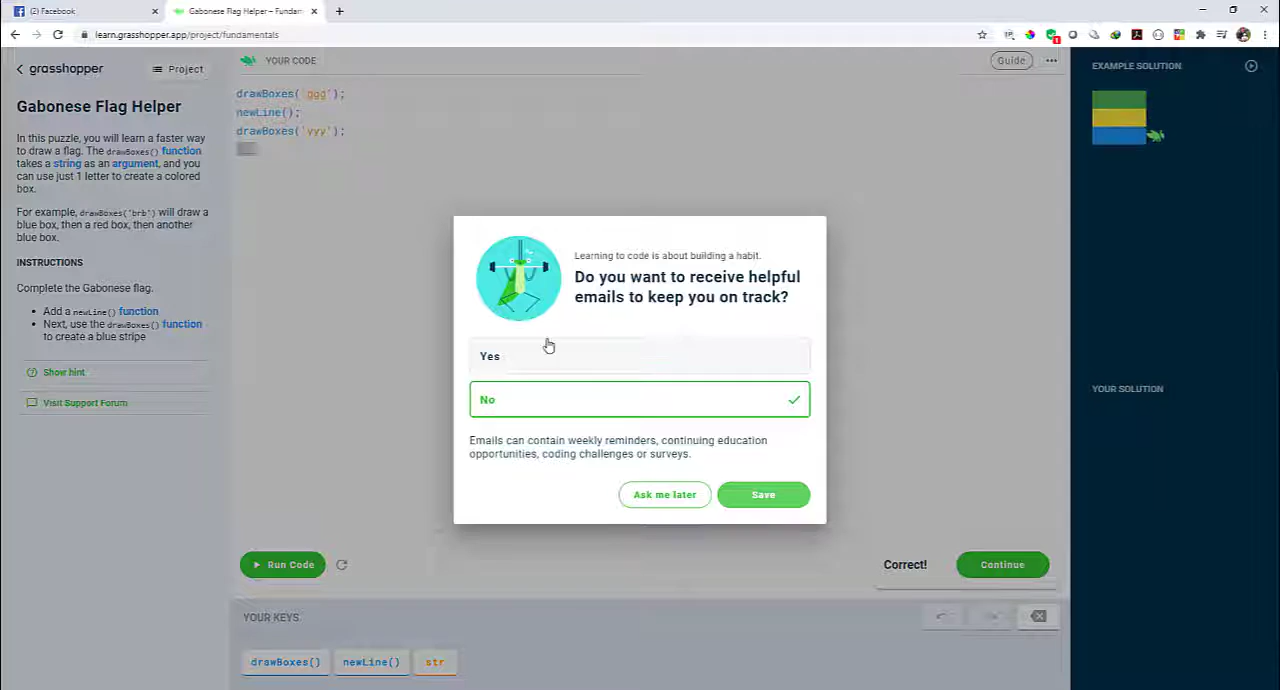 (2) Facebook
Gabonese Flag Helper – Fundam
learn.grasshopper.app/project/fundamentals
grasshopper
Project
Gabonese Flag Helper
In this puzzle, you will learn a faster way
to draw a flag. The drawBoxes() function
takes a string as an argument, and you
can use just 1 letter to create a colored
box.
For example, drawBoxes('brb') will draw a
blue box, then a red box, then another
blue box.
INSTRUCTIONS
Complete the Gabonese flag.
• Add a newLine() function
• Next, use the drawBoxes() function
to create a blue stripe
Show hint
Visit Support Forum
YOUR CODE
Guide
drawBoxes('ggg');
newLine();
drawBoxes('yyy');
Learning to code is about building a habit.
Do you want to receive helpful
emails to keep you on track?
Yes
No
Emails can contain weekly reminders, continuing education
opportunities, coding challenges or surveys.
Ask me later
Save
Run Code
Correct!
Continue
YOUR KEYS
drawBoxes()
newLine()
str
EXAMPLE SOLUTION
YOUR SOLUTION